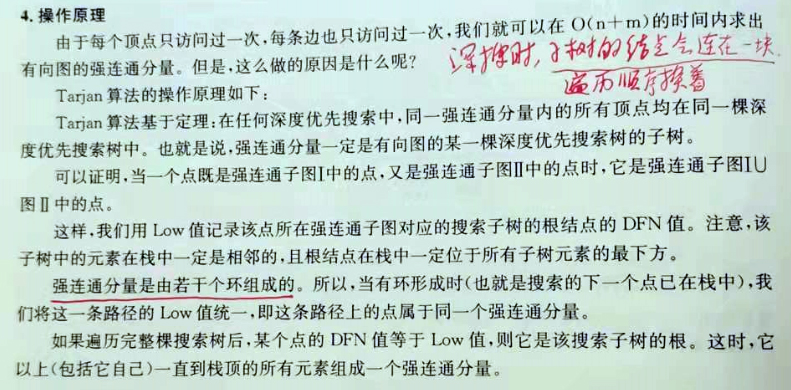 4. 操作原理
由于每个顶点只访问过一次,每条边也只访问过一次,我们就可以在 O(n+m)的时间内求出
有向图的强连通分量。但是,这么做的原因是什么呢?
深搜时,子树的结点会连在一块
遍历顺序挨着
Tarjan 算法的操作原理如下:
Tarjan 算法基于定理:在任何深度优先搜索中,同一强连通分量内的所有顶点均在同一棵深
度优先搜索树中。也就是说,强连通分量一定是有向图的某一棵深度优先搜索树的子树。
可以证明,当一个点既是强连通子图Ⅰ中的点,又是强连通子图Ⅱ中的点时,它是强连通子图Ⅰ∪
图Ⅱ中的点。
这样,我们用 Low 值记录该点所在强连通子图对应的搜索子树的根结点的 DFN 值。注意,该
子树中的元素在栈中一定是相邻的,且根结点在栈中一定位于所有子树元素的最下方。
强连通分量是由若干个环组成的。所以,当有环形成时(也就是搜索的下一个点已在栈中),我
们将这一条路径的 Low 值统一,即这条路径上的点属于同一个强连通分量。
如果遍历完整棵搜索树后,某个点的 DFN 值等于 Low 值,则它是该搜索子树的根。这时,它
以上(包括它自己)一直到栈顶的所有元素组成一个强连通分量。